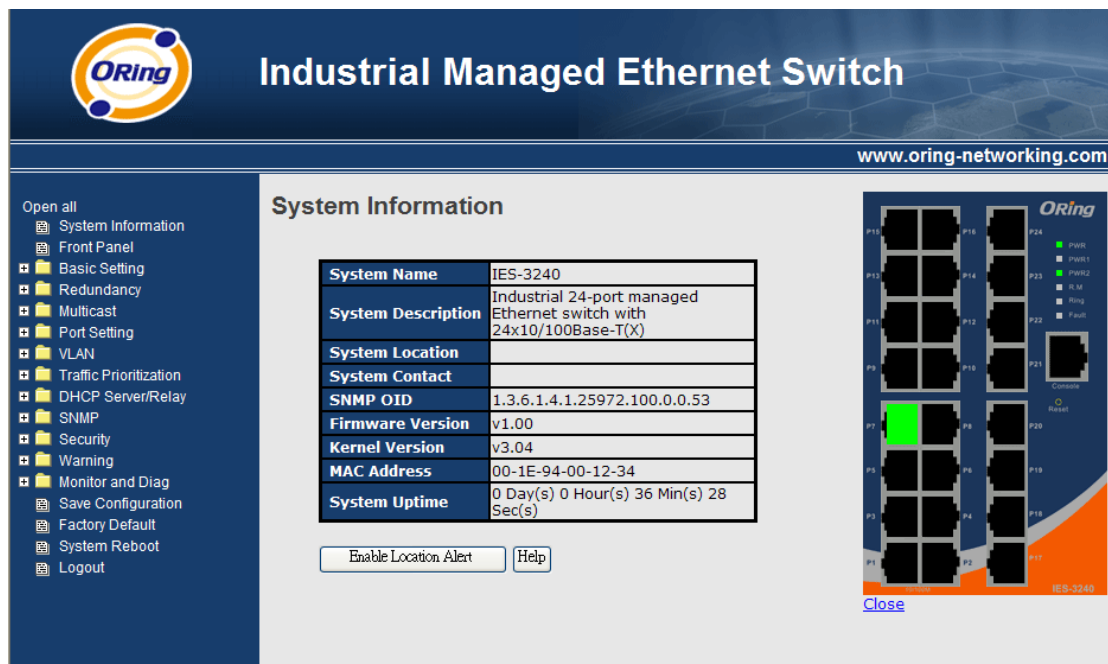 ORing
Industrial Managed Ethernet Switch
www.oring-networking.com
Open all
System Information
Front Panel
Basic Setting
Redundancy
Multicast
Port Setting
VLAN
Traffic Prioritization
DHCP Server/Relay
SNMP
Security
Warning
Monitor and Diag
Save Configuration
Factory Default
System Reboot
Logout
System Information
System Name IES-3240
System Description Industrial 24-port managed
Ethernet switch with
24x10/100Base-T(X)
System Location
System Contact
SNMP OID 1.3.6.1.4.1.25972.100.0.0.53
Firmware Version v1.00
Kernel Version v3.04
MAC Address 00-1E-94-00-12-34
System Uptime 0 Day(s) 0 Hour(s) 36 Min(s) 28
Sec(s)
Enable Location Alert Help
ORing
P15 P16 P24
PWR
PWR1
P13 P14 P23 PWR2
R.M
Ring
P11 P12 P22 Fault
P9 P10 P21
Console
Reset
P7 P8 P20
P5 P6 P19
P3 P4 P18
P1 P2 P17
IES-3240
Close